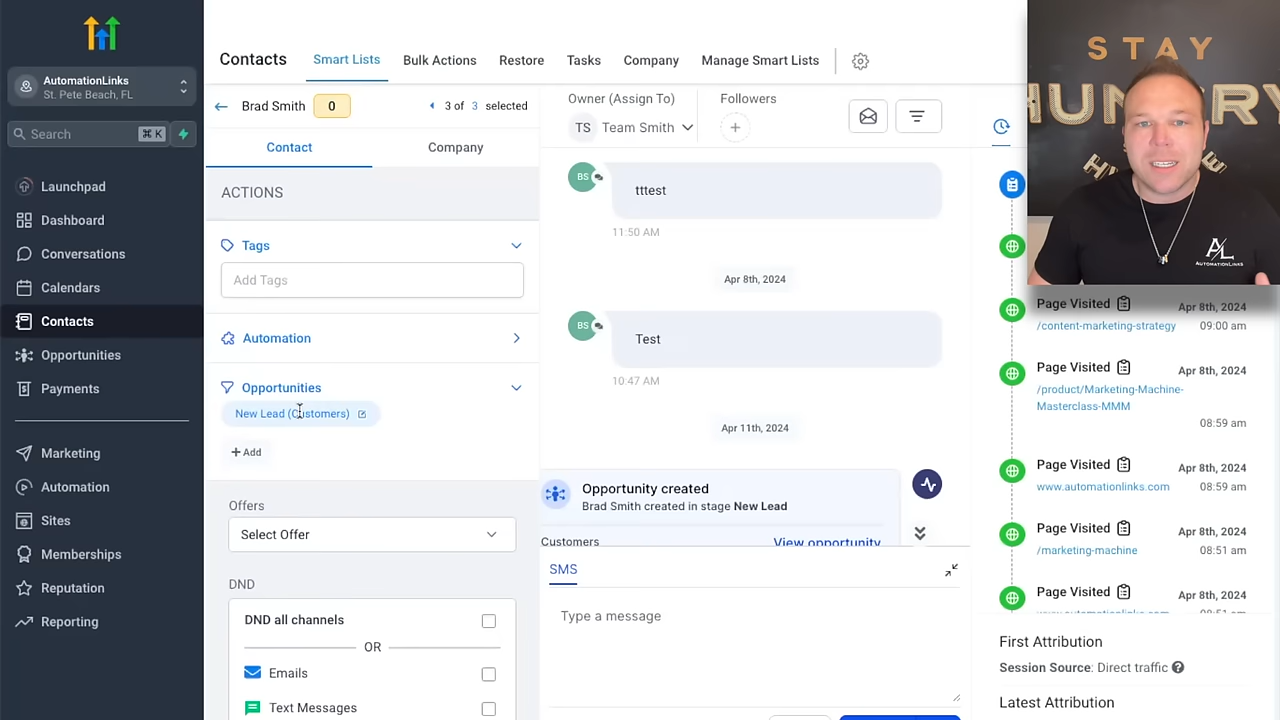 AutomationLinks
St. Pete Beach, FL
Search
⌘ K
Launchpad
Dashboard
Conversations
Calendars
Contacts
Opportunities
Payments
Marketing
Automation
Sites
Memberships
Reputation
Reporting
Contacts
Smart Lists
Bulk Actions
Restore
Tasks
Company
Manage Smart Lists
Brad Smith
0
3 of 3 selected
Contact
Company
ACTIONS
Tags
Add Tags
Automation
Opportunities
New Lead (Customers)
+ Add
Offers
Select Offer
DND
DND all channels
OR
Emails
Text Messages
Owner (Assign To)
TS Team Smith
Followers
BS
tttest
11:50 AM
Apr 8th, 2024
BS
Test
10:47 AM
Apr 11th, 2024
Opportunity created
Brad Smith created in stage New Lead
Customers
View opportunity
SMS
Type a message
STAY
HUNGRY
AUTOMATIONLINKS
Page Visited
Apr 8th, 2024
/content-marketing-strategy
09:00 am
Page Visited
Apr 8th, 2024
/product/Marketing-Machine-
Masterclass-MMM
08:59 am
Page Visited
Apr 8th, 2024
www.automationlinks.com
08:59 am
Page Visited
Apr 8th, 2024
/marketing-machine
08:51 am
Page Visited
Apr 8th, 2024
www.automationlinks.com
08:51 am
First Attribution
Session Source: Direct traffic
Latest Attribution